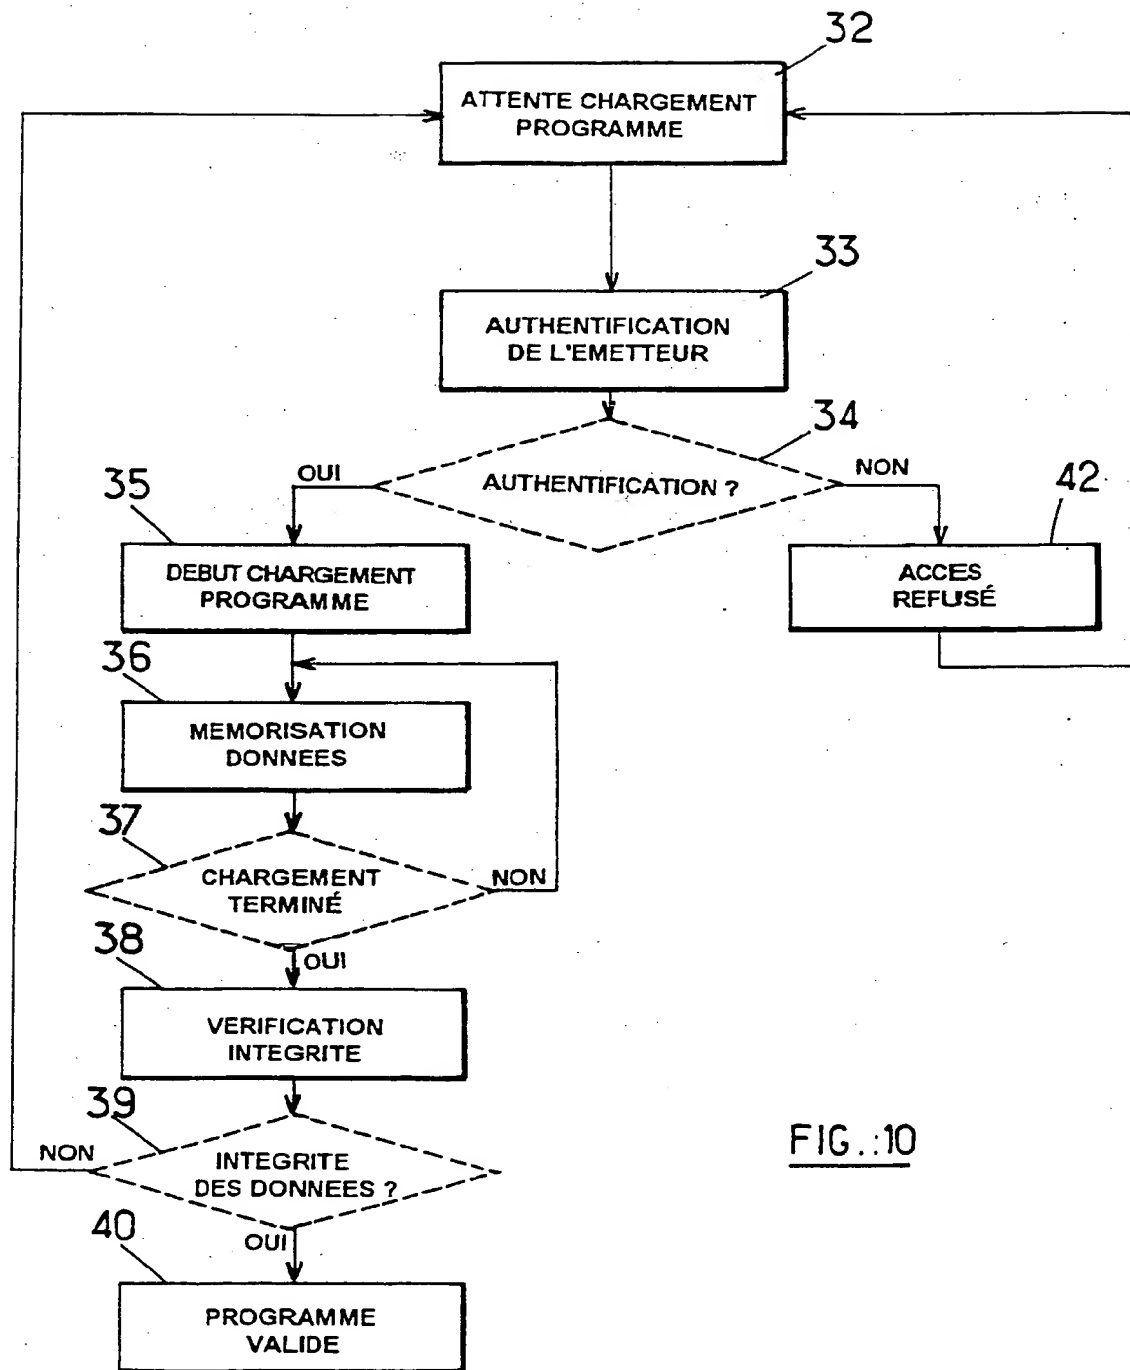 32
ATTENTE CHARGEMENT
PROGRAMME
33
AUTHENTIFICATION
DE L'EMETTEUR
34
OUI
AUTHENTIFICATION ?
NON
35
DEBUT CHARGEMENT
PROGRAMME
42
ACCES
REFUSÉ
36
MEMORISATION
DONNEES
37
CHARGEMENT
TERMINÉ
NON
38
OUI
VERIFICATION
INTEGRITE
39
NON
INTEGRITE
DES DONNEES ?
FIG.:10
40
OUI
PROGRAMME
VALIDE